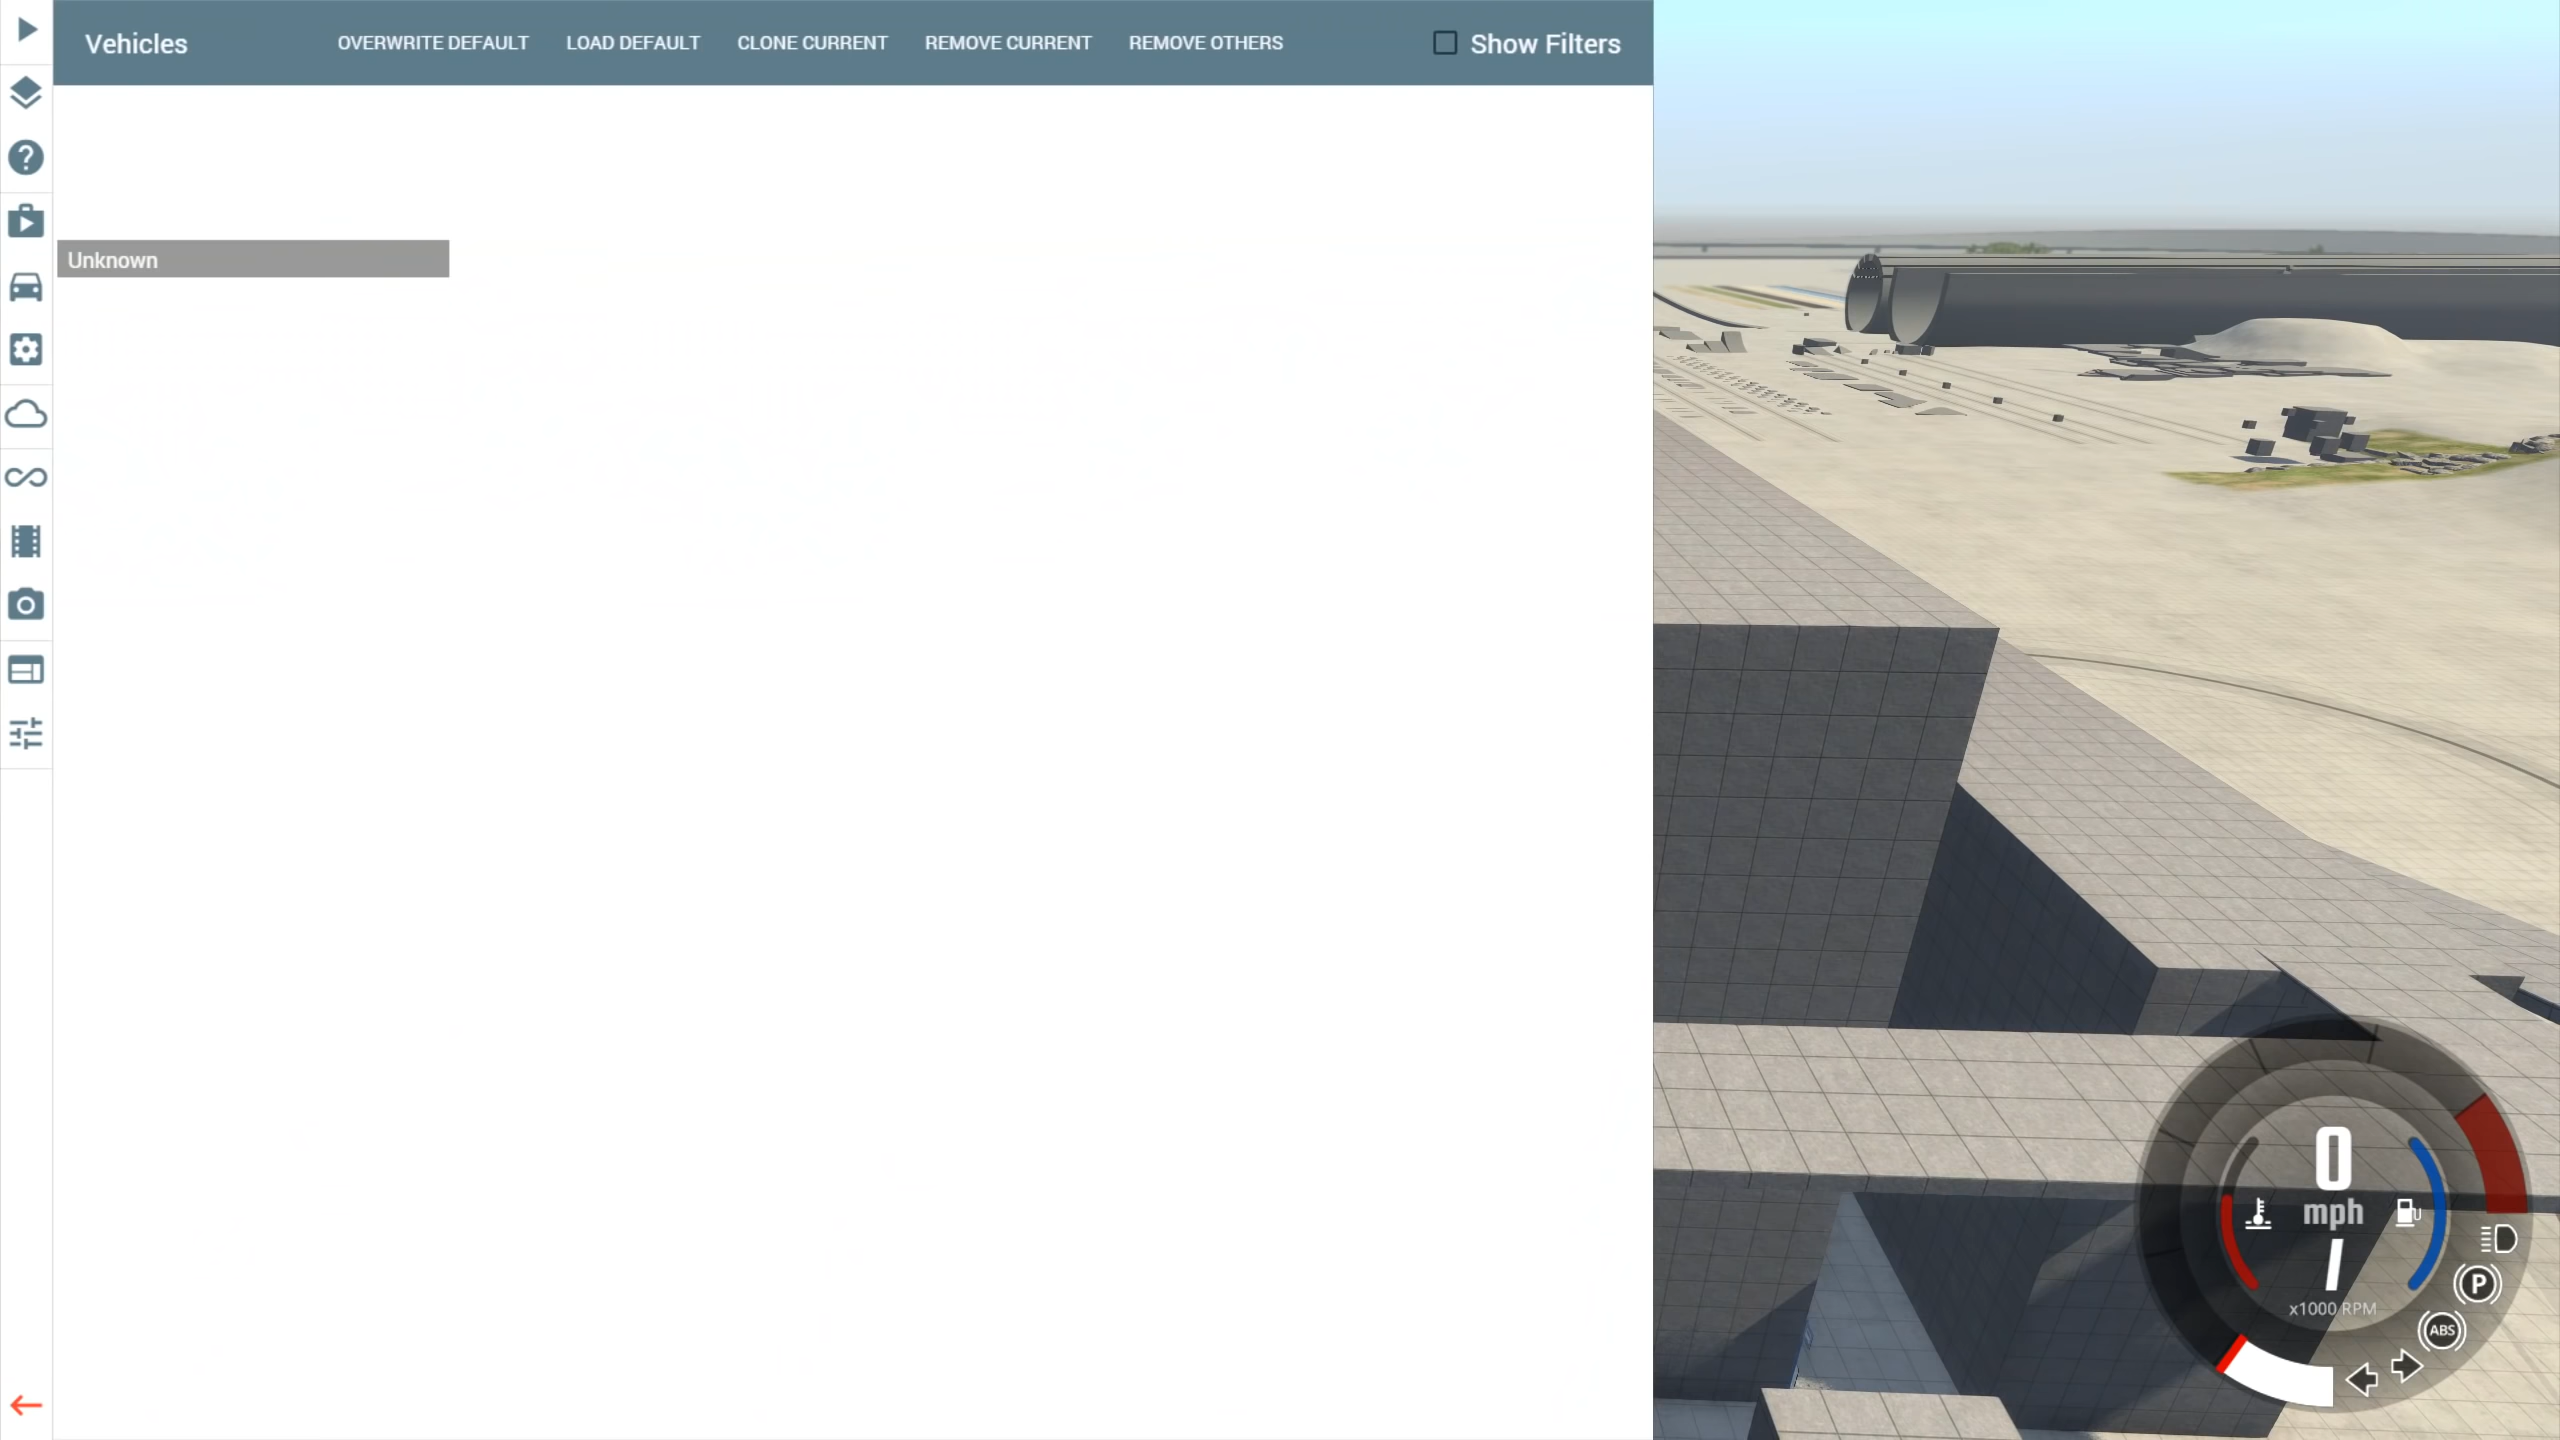 Vehicles
OVERWRITE DEFAULT
LOAD DEFAULT
CLONE CURRENT
REMOVE CURRENT
REMOVE OTHERS
Show Filters
Unknown
0
mph
1
x1000 RPM
P
ABS